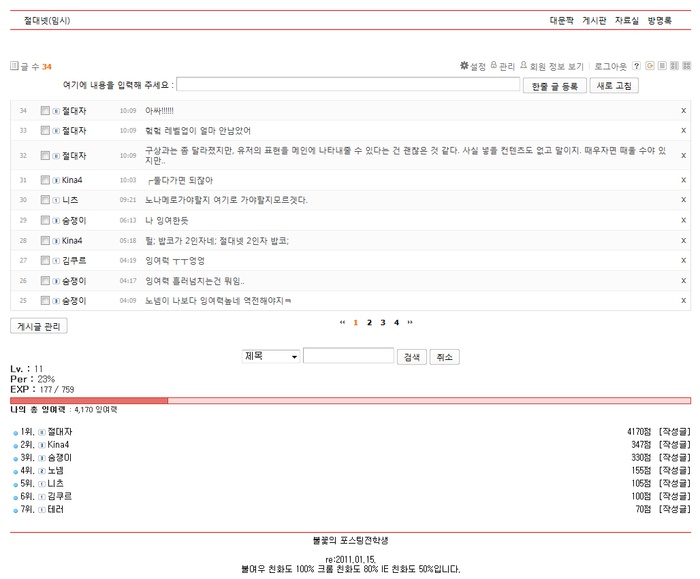 절대넷(임시) 대문짝 게시판 자료실 방명록
글 수 34 설정 관리 회원 정보 보기 | 로그아웃
여기에 내용을 입력해 주세요 : 한줄 글 등록 새로 고침
34 절대자 10:09 아싸!!!!!! X
33 절대자 10:09 헠헠 레벨업이 얼마 안남았어 X
32 절대자 10:09 구상과는 좀 달라졌지만, 유저의 표현을 메인에 나타내줄 수 있다는 건 괜찮은 것 같다. 사실 넣을 컨텐츠도 없고 말이지. 때우자면 때울 수야 있
지만.. X
31 Kina4 10:03 ┌둘다가면 되잖아 X
30 니즈 09:21 노나메로가야할지 여기로 가야할지모르겟다. X
29 숨쟁이 06:13 나 잉여한듯 X
28 Kina4 05:18 헐; 밥코가 2인자네; 절대넷 2인자 밥코; X
27 김쿠르 04:19 잉여력 ㅜㅜ엉엉 X
26 숨쟁이 04:17 잉여력 흘러넘치는건 뭐임.. X
25 숨쟁이 04:09 노넴이 나보다 잉여력높네 역전해야지ㅋ X
게시글 관리 ‹‹ 1 2 3 4 ››
제목 검색 취소
Lv. : 11
Per : 23%
EXP : 177 / 759
나의 총 잉여력 : 4,170 잉여력
1위. 절대자 4170점 [작성글]
2위. Kina4 347점 [작성글]
3위. 숨쟁이 330점 [작성글]
4위. 노넴 155점 [작성글]
5위. 니즈 105점 [작성글]
6위. 김쿠르 100점 [작성글]
7위. 테러 70점 [작성글]
불꽃의 포스팅전학생
re:2011.01.15.
불여우 친화도 100% 크롬 친화도 80% IE 친화도 50%입니다.